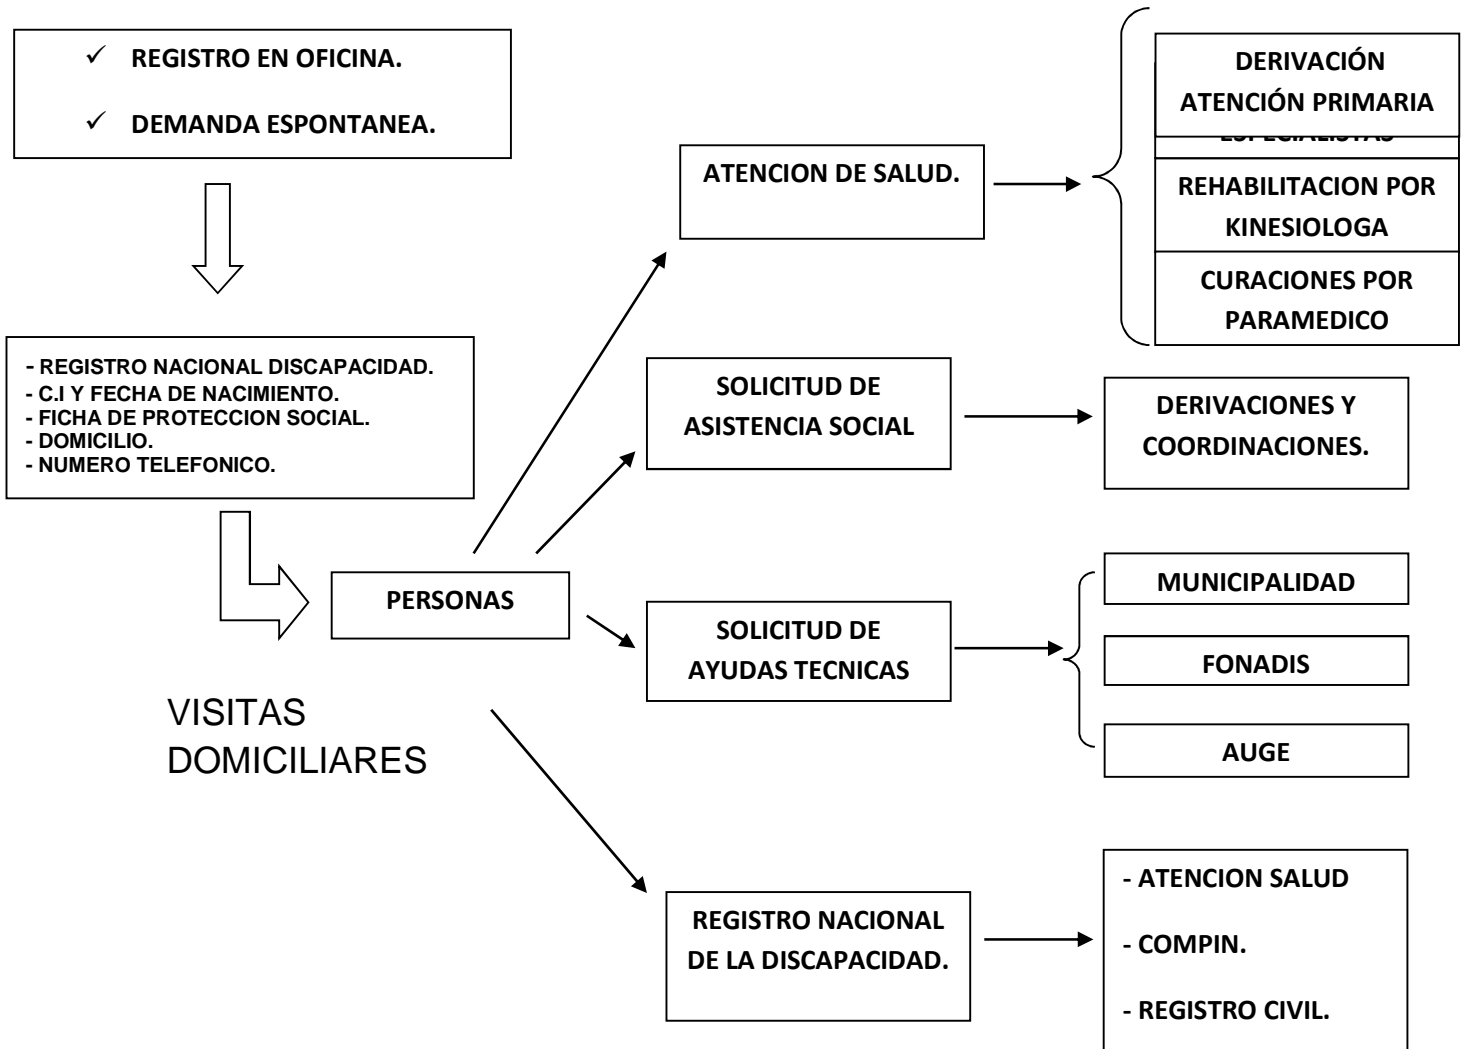 ✓ REGISTRO EN OFICINA.
✓ DEMANDA ESPONTANEA.
- REGISTRO NACIONAL DISCAPACIDAD.
- C.I Y FECHA DE NACIMIENTO.
- FICHA DE PROTECCION SOCIAL.
- DOMICILIO.
- NUMERO TELEFONICO.
PERSONAS
VISITAS
DOMICILIARES
ATENCION DE SALUD.
DERIVACIÓN
ATENCIÓN PRIMARIA
REHABILITACION POR
KINESIOLOGA
CURACIONES POR
PARAMEDICO
SOLICITUD DE
ASISTENCIA SOCIAL
DERIVACIONES Y
COORDINACIONES.
SOLICITUD DE
AYUDAS TECNICAS
MUNICIPALIDAD
FONADIS
AUGE
REGISTRO NACIONAL
DE LA DISCAPACIDAD.
- ATENCION SALUD
- COMPIN.
- REGISTRO CIVIL.